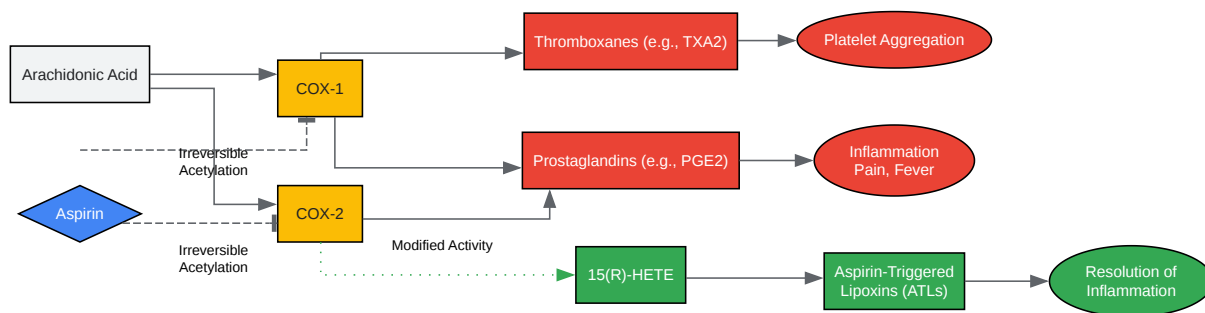 Thromboxanes (e.g., TXA2)
Platelet Aggregation
Arachidonic Acid
COX-1
Irreversible
Acetylation
Prostaglandins (e.g., PGE2)
Inflammation
Pain, Fever
Aspirin
COX-2
Irreversible
Acetylation
Modified Activity
15(R)-HETE
Aspirin-Triggered
Lipoxins (ATLs)
Resolution of
Inflammation